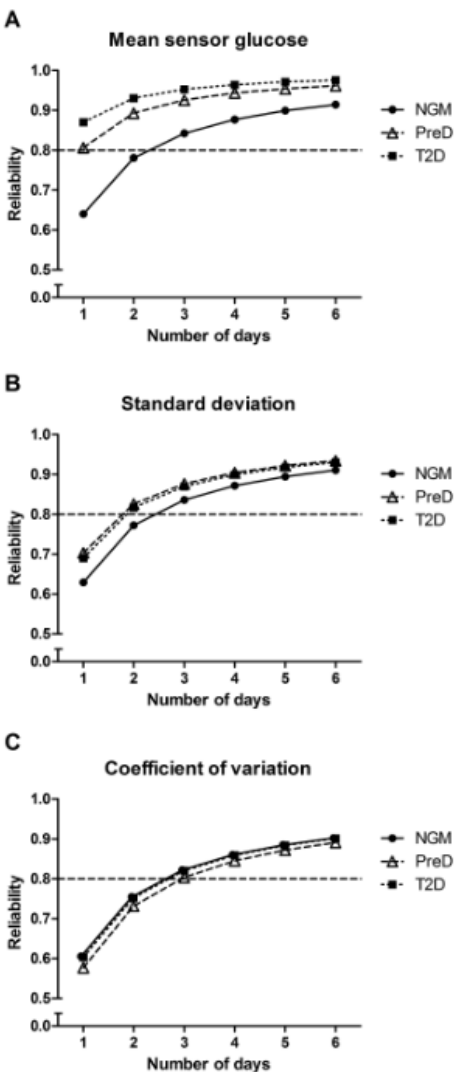 A
Mean sensor glucose
1.0
0.9
0.8
0.7
0.6
0.5
0.0
Reliability
NGM
PreD
T2D
1 2 3 4 5 6
Number of days
B
Standard deviation
1.0
0.9
0.8
0.7
0.6
0.5
0.0
Reliability
NGM
PreD
T2D
1 2 3 4 5 6
Number of days
C
Coefficient of variation
1.0
0.9
0.8
0.7
0.6
0.5
0.0
Reliability
NGM
PreD
T2D
1 2 3 4 5 6
Number of days